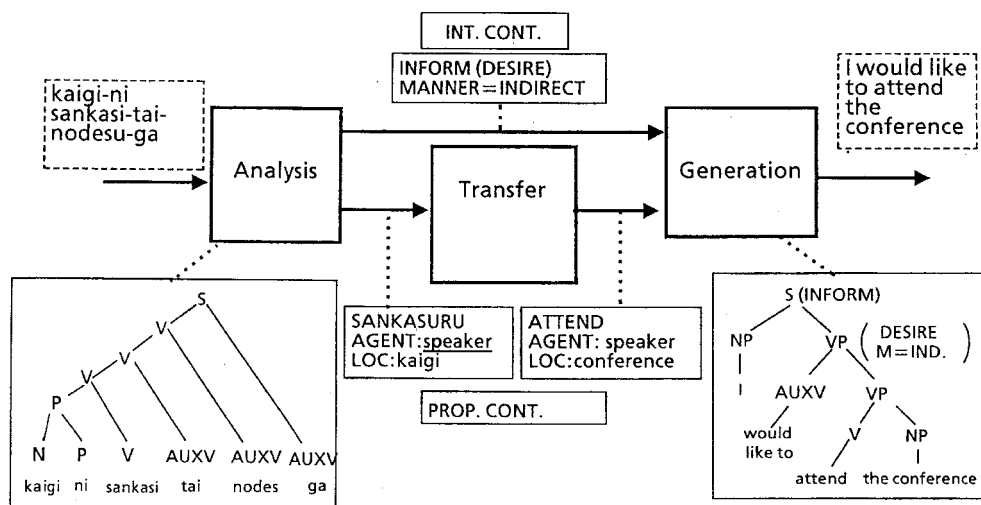 INT. CONT.
INFORM (DESIRE)
MANNER=INDIRECT
kaigi-ni
sankasi-tai-
nodesu-ga
I would like
to attend
the
conference
Analysis
Transfer
Generation
SANKASURU
AGENT:speaker
LOC:kaigi
ATTEND
AGENT: speaker
LOC:conference
PROP. CONT.
S
V
V
V
P
N P V AUXV AUXV AUXV
kaigi ni sankasi tai nodes ga
S (INFORM)
NP VP ( DESIRE
M=IND. )
I AUXV VP
would
like to
V NP
attend the conference